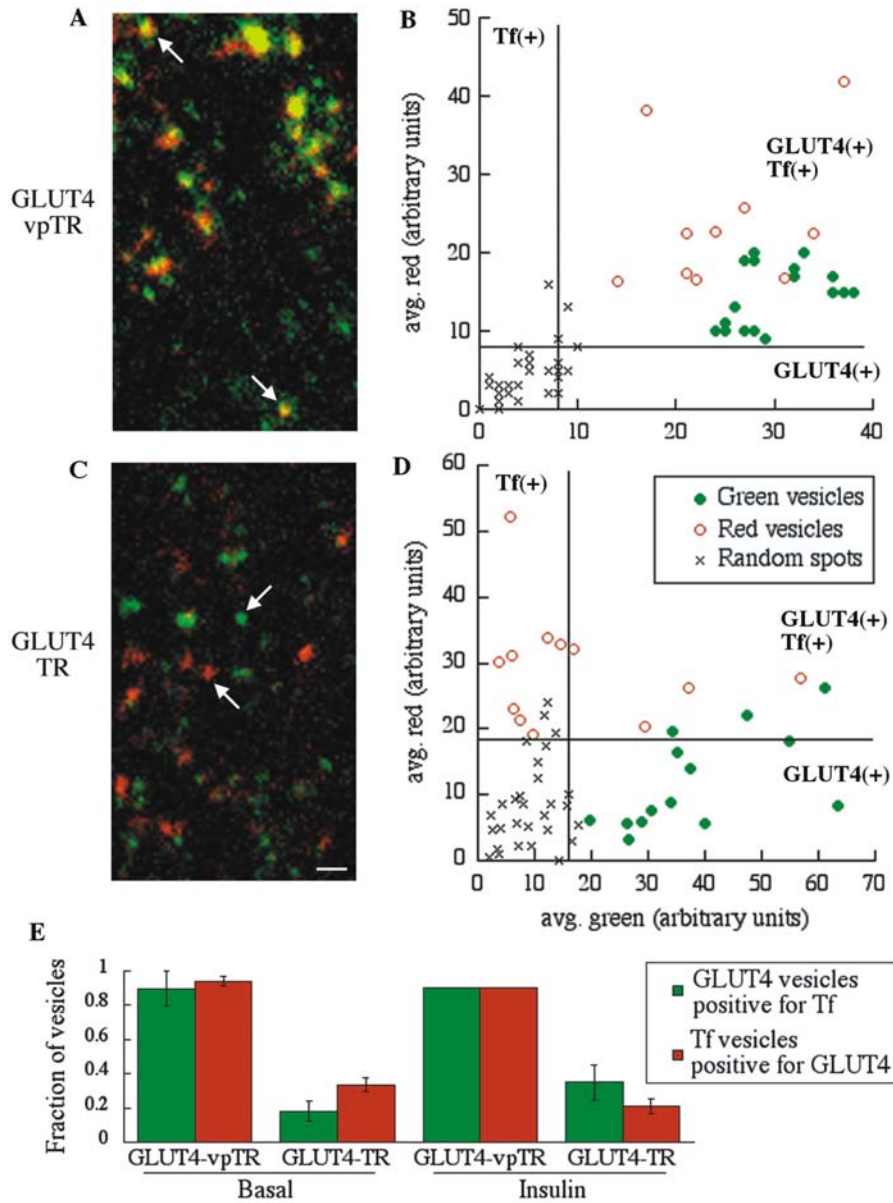 A
GLUT4
vpTR
B
Tf(+)
GLUT4(+)
Tf(+)
GLUT4(+)
avg. red (arbitrary units)
50
40
30
20
10
0
0 10 20 30 40
C
GLUT4
TR
D
Tf(+)
Green vesicles
Red vesicles
Random spots
GLUT4(+)
Tf(+)
GLUT4(+)
avg. red (arbitrary units)
60
50
40
30
20
10
0
0 10 20 30 40 50 60 70
avg. green (arbitrary units)
E
Fraction of vesicles
1
0.8
0.6
0.4
0.2
0
GLUT4 vesicles
positive for Tf
Tf vesicles
positive for GLUT4
GLUT4-vpTR GLUT4-TR GLUT4-vpTR GLUT4-TR
Basal Insulin